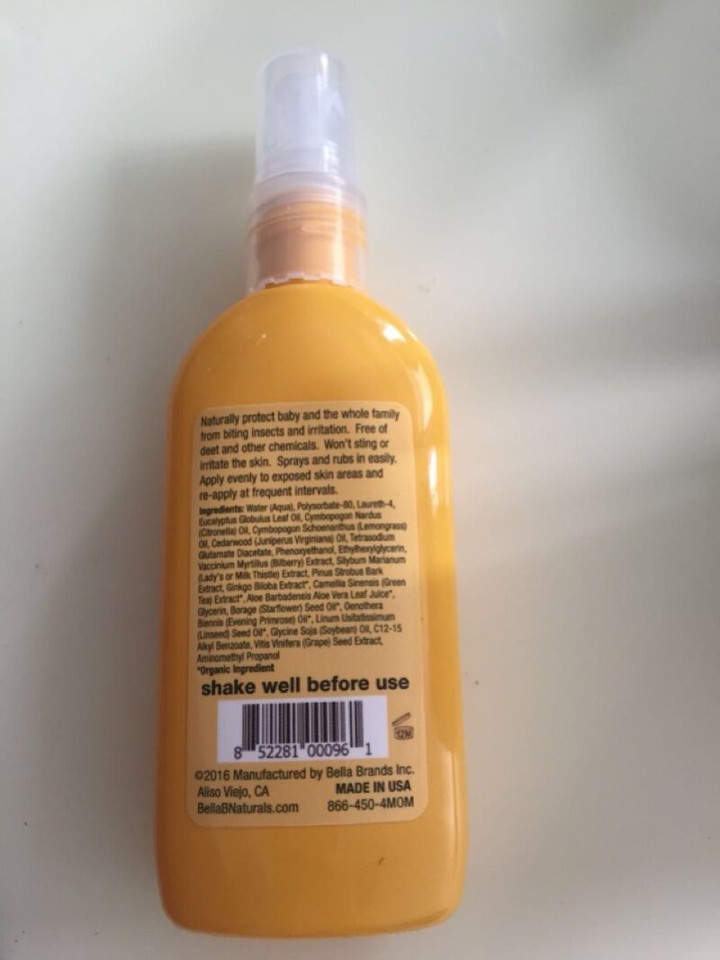 Naturally protect baby and the whole family
from biting insects and irritation. Free of
deet and other chemicals. Won't sting or
irritate the skin. Sprays and rubs in easily.
Apply evenly to exposed skin areas and
re-apply at frequent intervals.
Ingredients: Water (Aqua), Polysorbate-80, Laureth-4,
Eucalyptus Globulus Leaf Oil, Cymbopogon Nardus
(Citronella) Oil, Cymbopogon Schoenanthus (Lemongrass)
Oil, Cedarwood (Juniperus Virginiana) Oil, Tetrasodium
Glutamate Diacetate, Phenoxyethanol, Ethylhexylglycerin,
Vaccinium Myrtillus (Bilberry) Extract, Silybum Marianum
(Lady's or Milk Thistle) Extract, Pinus Strobus Bark
Extract, Ginkgo Biloba Extract*, Camellia Sinensis (Green
Tea) Extract*, Aloe Barbadensis Aloe Vera Leaf Juice*,
Glycerin, Borage (Starflower) Seed Oil*, Oenothera
Biennis (Evening Primrose) Oil*, Linum Usitatissimum
(Linseed) Seed Oil*, Glycine Soja (Soybean) Oil, C12-15
Alkyl Benzoate, Vitis Vinifera (Grape) Seed Extract,
Aminomethyl Propanol
*Organic Ingredient
shake well before use
8 52281 00096 1
12M
©2016 Manufactured by Bella Brands Inc.
Aliso Viejo, CA MADE IN USA
BellaBNaturals.com 866-450-4MOM